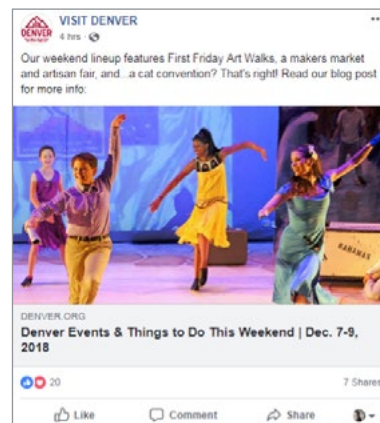 VISIT DENVER
4 hrs ·
Our weekend lineup features First Friday Art Walks, a makers market
and artisan fair, and...a cat convention? That's right! Read our blog post
for more info:
DENVER
BAHAMAS
DENVER.ORG
Denver Events & Things to Do This Weekend | Dec. 7-9,
2018
20
7 Shares
Like
Comment
Share